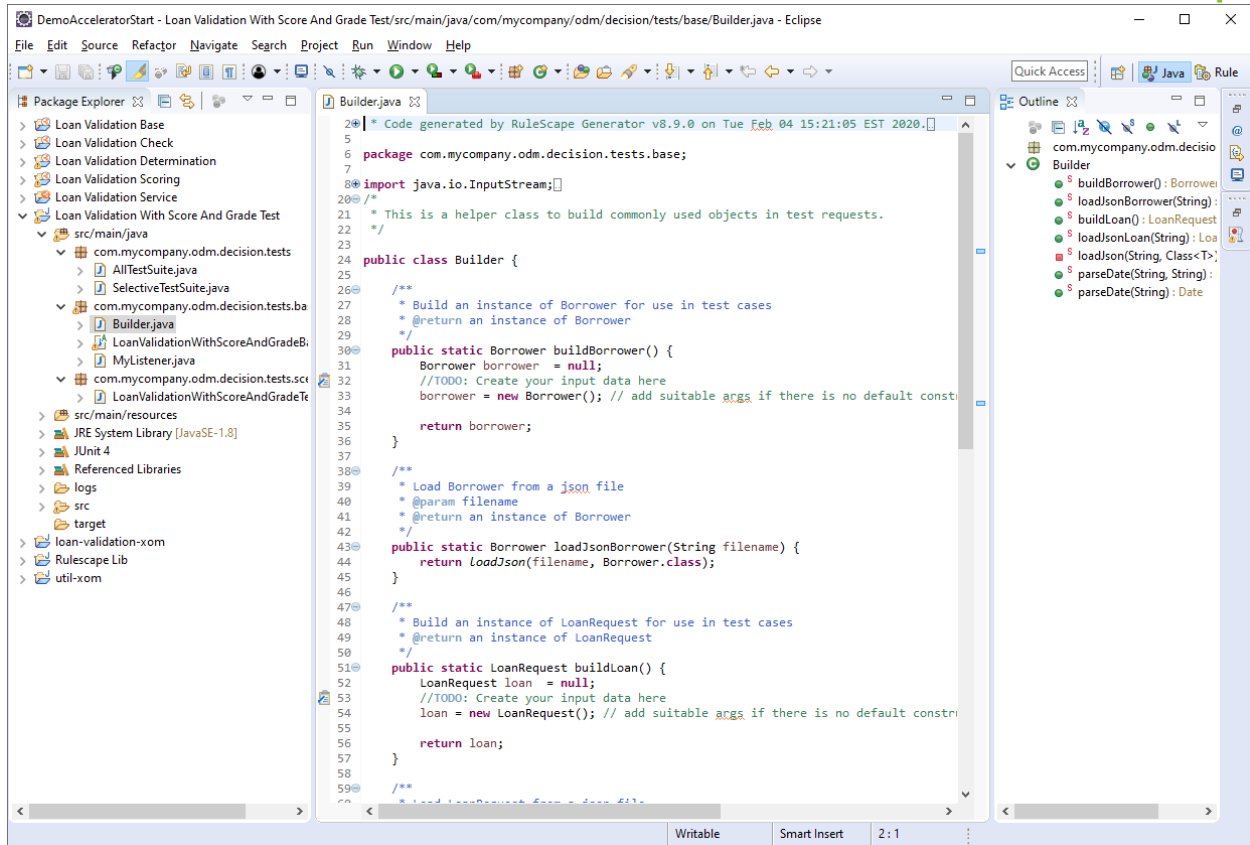 DemoAcceleratorStart - Loan Validation With Score And Grade Test/src/main/java/com/mycompany/odm/decision/tests/base/Builder.java - Eclipse
File Edit Source Refactor Navigate Search Project Run Window Help
Quick Access
Java
Rule
Package Explorer
Loan Validation Base
Loan Validation Check
Loan Validation Determination
Loan Validation Scoring
Loan Validation Service
Loan Validation With Score And Grade Test
src/main/java
com.mycompany.odm.decision.tests
AllTestSuite.java
SelectiveTestSuite.java
com.mycompany.odm.decision.tests.ba
Builder.java
LoanValidationWithScoreAndGradeBa
MyListener.java
com.mycompany.odm.decision.tests.sce
LoanValidationWithScoreAndGradeTe
src/main/resources
JRE System Library [JavaSE-1.8]
JUnit 4
Referenced Libraries
logs
src
target
loan-validation-xom
Rulescape Lib
util-xom
Builder.java
2 * Code generated by RuleScape Generator v8.9.0 on Tue Feb 04 15:21:05 EST 2020.
5
6 package com.mycompany.odm.decision.tests.base;
7
8 import java.io.InputStream;
20 /*
21 * This is a helper class to build commonly used objects in test requests.
22 */
23
24 public class Builder {
25
26 /**
27 * Build an instance of Borrower for use in test cases
28 * @return an instance of Borrower
29 */
30 public static Borrower buildBorrower() {
31 Borrower borrower = null;
32 //TODO: Create your input data here
33 borrower = new Borrower(); // add suitable args if there is no default const
34
35 return borrower;
36 }
37
38 /**
39 * Load Borrower from a json file
40 * @param filename
41 * @return an instance of Borrower
42 */
43 public static Borrower loadJsonBorrower(String filename) {
44 return loadJson(filename, Borrower.class);
45 }
46
47 /**
48 * Build an instance of LoanRequest for use in test cases
49 * @return an instance of LoanRequest
50 */
51 public static LoanRequest buildLoan() {
52 LoanRequest loan = null;
53 //TODO: Create your input data here
54 loan = new LoanRequest(); // add suitable args if there is no default constr
55
56 return loan;
57 }
58
59 /**
Outline
com.mycompany.odm.decisio
Builder
buildBorrower() : Borrower
loadJsonBorrower(String) :
buildLoan() : LoanRequest
loadJsonLoan(String) : Loa
loadJson(String, Class<T>)
parseDate(String, String) :
parseDate(String) : Date
Writable
Smart Insert
2 : 1